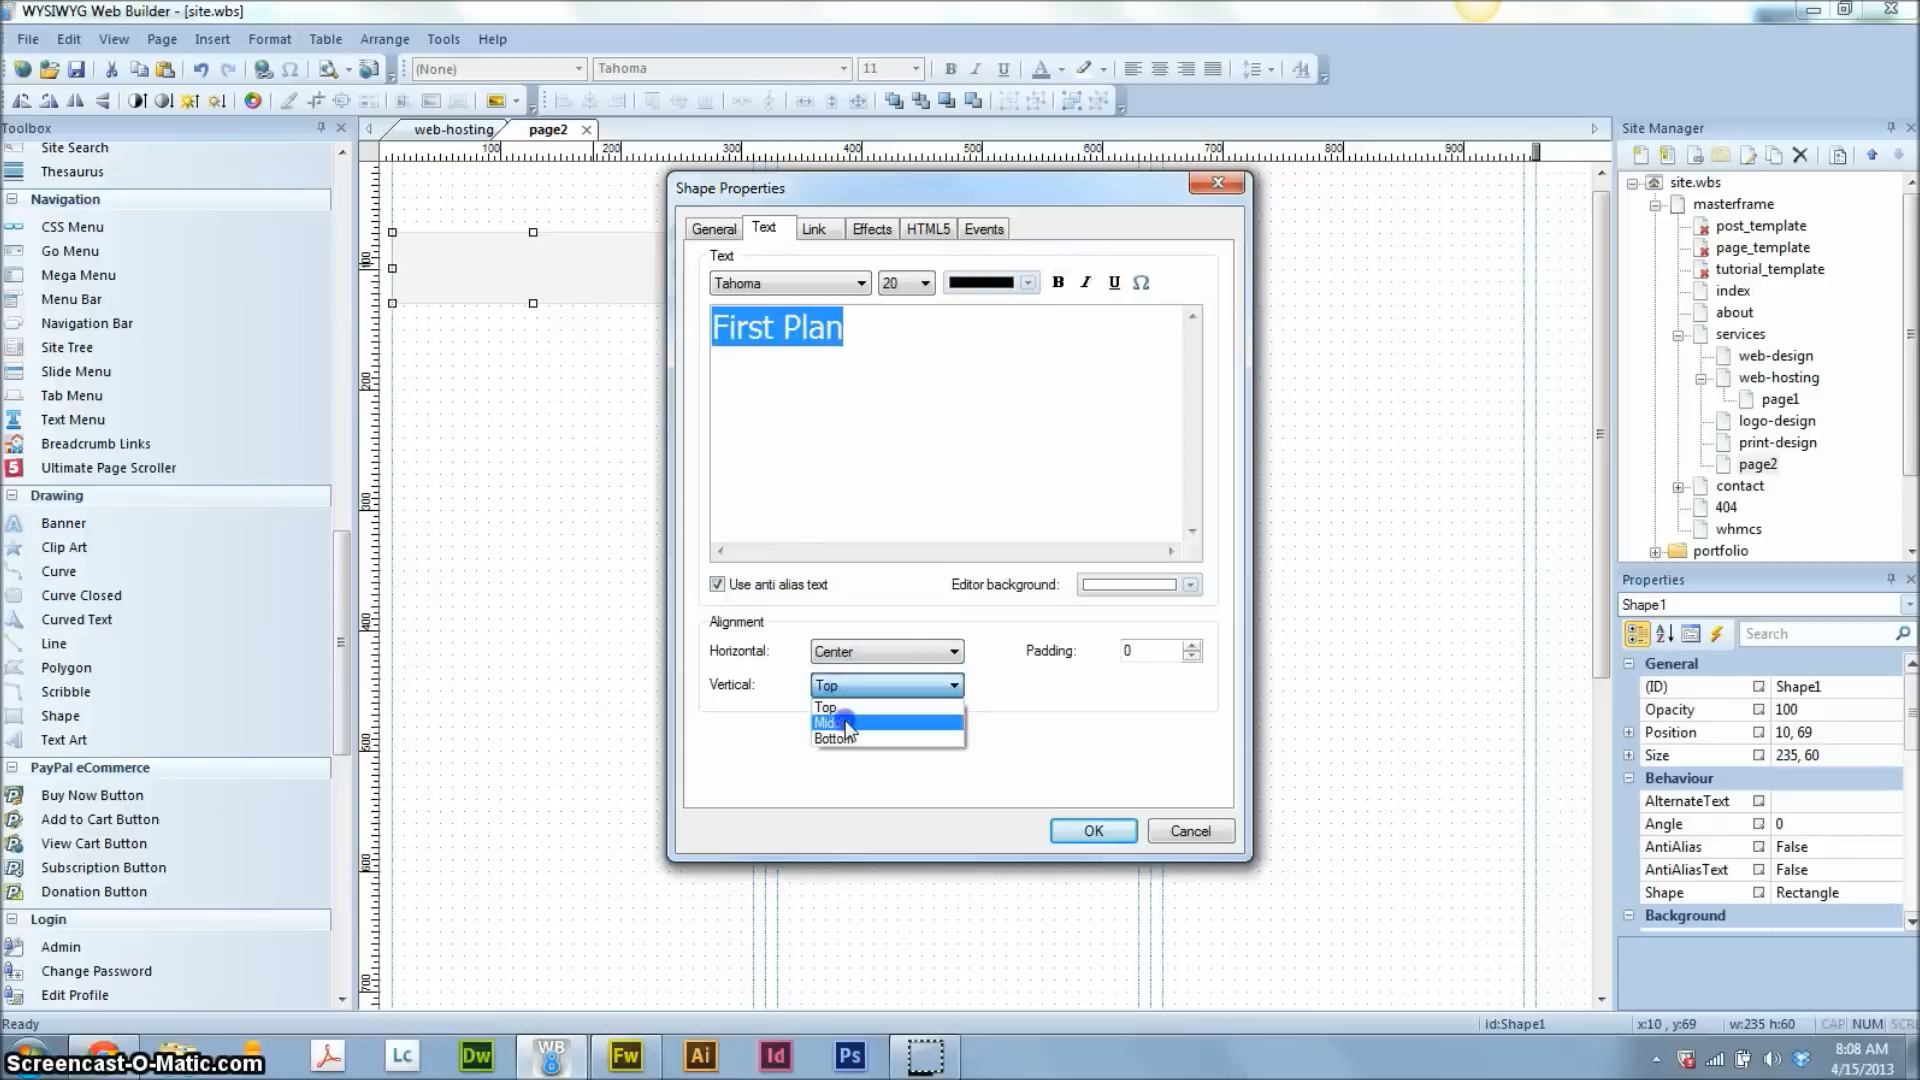 WYSIWYG Web Builder - [site.wbs]
File Edit View Page Insert Format Table Arrange Tools Help
(None) Tahoma 11 B I U A
Toolbox
web-hosting page2
Site Manager
100 200 300 400 500 600 700 800 900
Site Search
Thesaurus
Navigation
CSS Menu
Go Menu
Mega Menu
Menu Bar
Navigation Bar
Site Tree
Slide Menu
Tab Menu
Text Menu
Breadcrumb Links
5 Ultimate Page Scroller
Drawing
Banner
Clip Art
Curve
Curve Closed
Curved Text
Line
Polygon
Scribble
Shape
Text Art
PayPal eCommerce
Buy Now Button
Add to Cart Button
View Cart Button
Subscription Button
Donation Button
Login
Admin
Change Password
Edit Profile
100
200
300
400
500
600
700
Shape Properties
General Text Link Effects HTML5 Events
Text
Tahoma 20 B I U Ω
First Plan
Use anti alias text Editor background:
Alignment
Horizontal: Center Padding: 0
Vertical: Top
Top
Bottom
OK Cancel
site.wbs
masterframe
post_template
page_template
tutorial_template
index
about
services
web-design
web-hosting
page1
logo-design
print-design
page2
contact
404
whmcs
portfolio
Properties
Shape1
Search
General
(ID) Shape1
Opacity 100
Position 10, 69
Size 235, 60
Behaviour
AlternateText
Angle 0
AntiAlias False
AntiAliasText False
Shape Rectangle
Background
Ready id:Shape1 x:10 ,y:69 w:235 h:60 CAP NUM
Screencast-O-Matic.com
Lc Dw WB 8 Fw Ai Id Ps
8:08 AM
4/15/2013